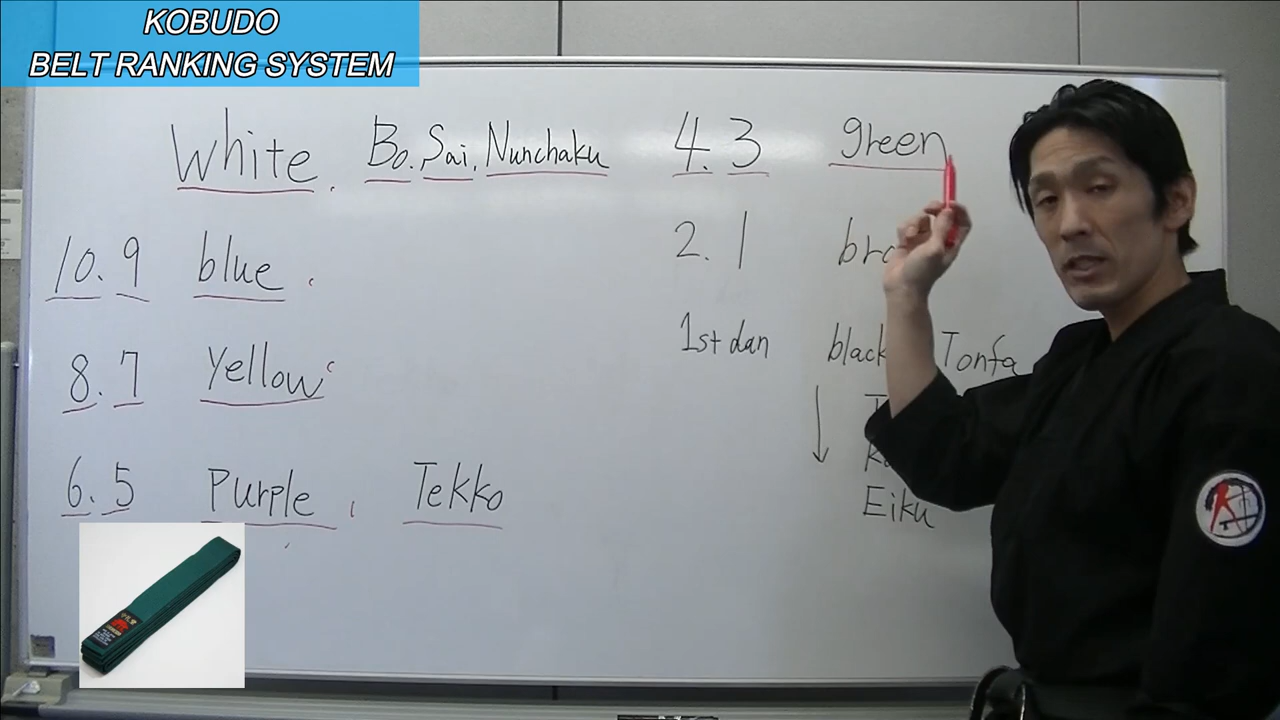 KOBUDO
BELT RANKING SYSTEM
White. Bo. Sai. Nunchaku
10. 9 blue
8. 7 Yellow
6. 5 Purple, Tekko
4. 3 green
2. 1
1st dan black Tonfa
Eiku